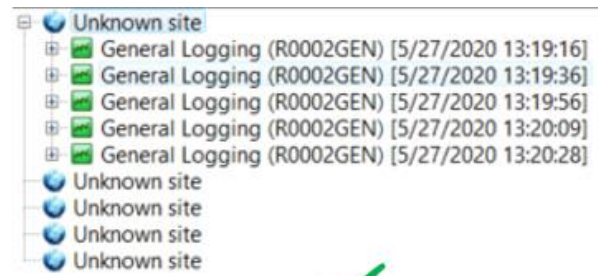 Unknown site
General Logging (R0002GEN) [5/27/2020 13:19:16]
General Logging (R0002GEN) [5/27/2020 13:19:36]
General Logging (R0002GEN) [5/27/2020 13:19:56]
General Logging (R0002GEN) [5/27/2020 13:20:09]
General Logging (R0002GEN) [5/27/2020 13:20:28]
Unknown site
Unknown site
Unknown site
Unknown site